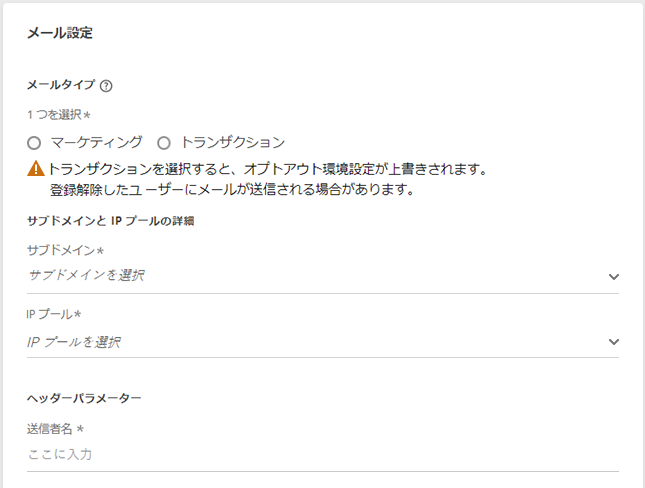 メール設定
メールタイプ ?
1 つを選択*
マーケティング トランザクション
トランザクションを選択すると、オプトアウト環境設定が上書きされます。
登録解除したユーザーにメールが送信される場合があります。
サブドメインと IP プールの詳細
サブドメイン*
サブドメインを選択
IP プール*
IP プールを選択
ヘッダーパラメーター
送信者名 *
ここに入力